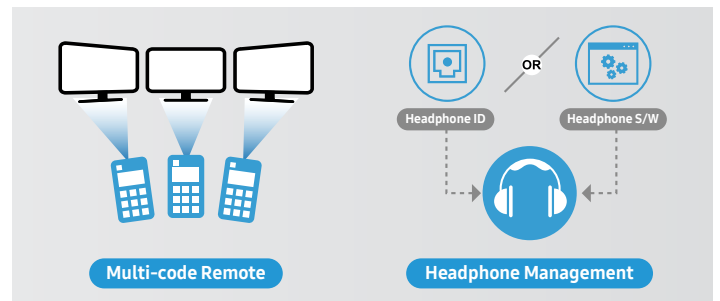 OR
Headphone ID
Headphone S/W
Multi-code Remote
Headphone Management